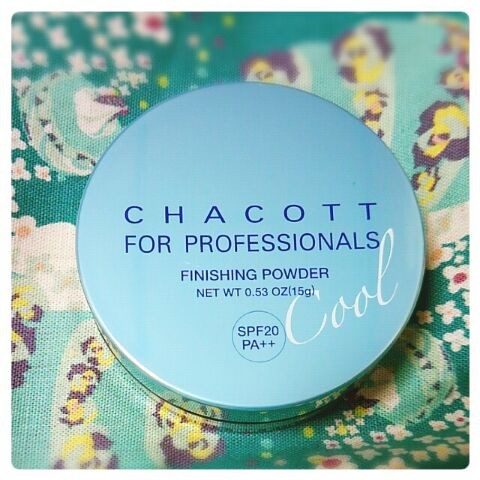 CHACOTT
FOR PROFESSIONALS
FINISHING POWDER
NET WT 0.53 OZ(15g)
Cool
SPF20
PA++